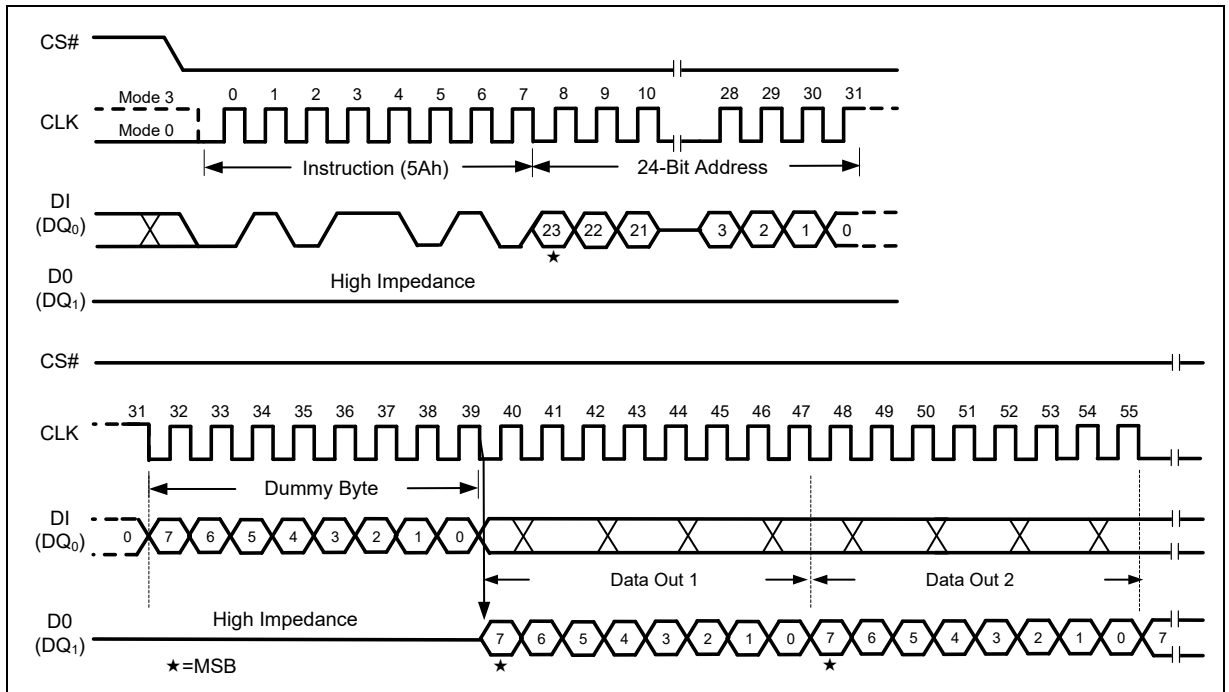 CS#
Mode 3 0 1 2 3 4 5 6 7 8 9 10 28 29 30 31
CLK
Mode 0
Instruction (5Ah) 24-Bit Address
DI
(DQ₀) 23 22 21 3 2 1 0
★
D0
(DQ₁) High Impedance
CS#
31 32 33 34 35 36 37 38 39 40 41 42 43 44 45 46 47 48 49 50 51 52 53 54 55
CLK
Dummy Byte
DI
(DQ₀) 0 7 6 5 4 3 2 1 0
Data Out 1 Data Out 2
D0
(DQ₁) High Impedance 7 6 5 4 3 2 1 0 7 6 5 4 3 2 1 0 7
★=MSB ★ ★